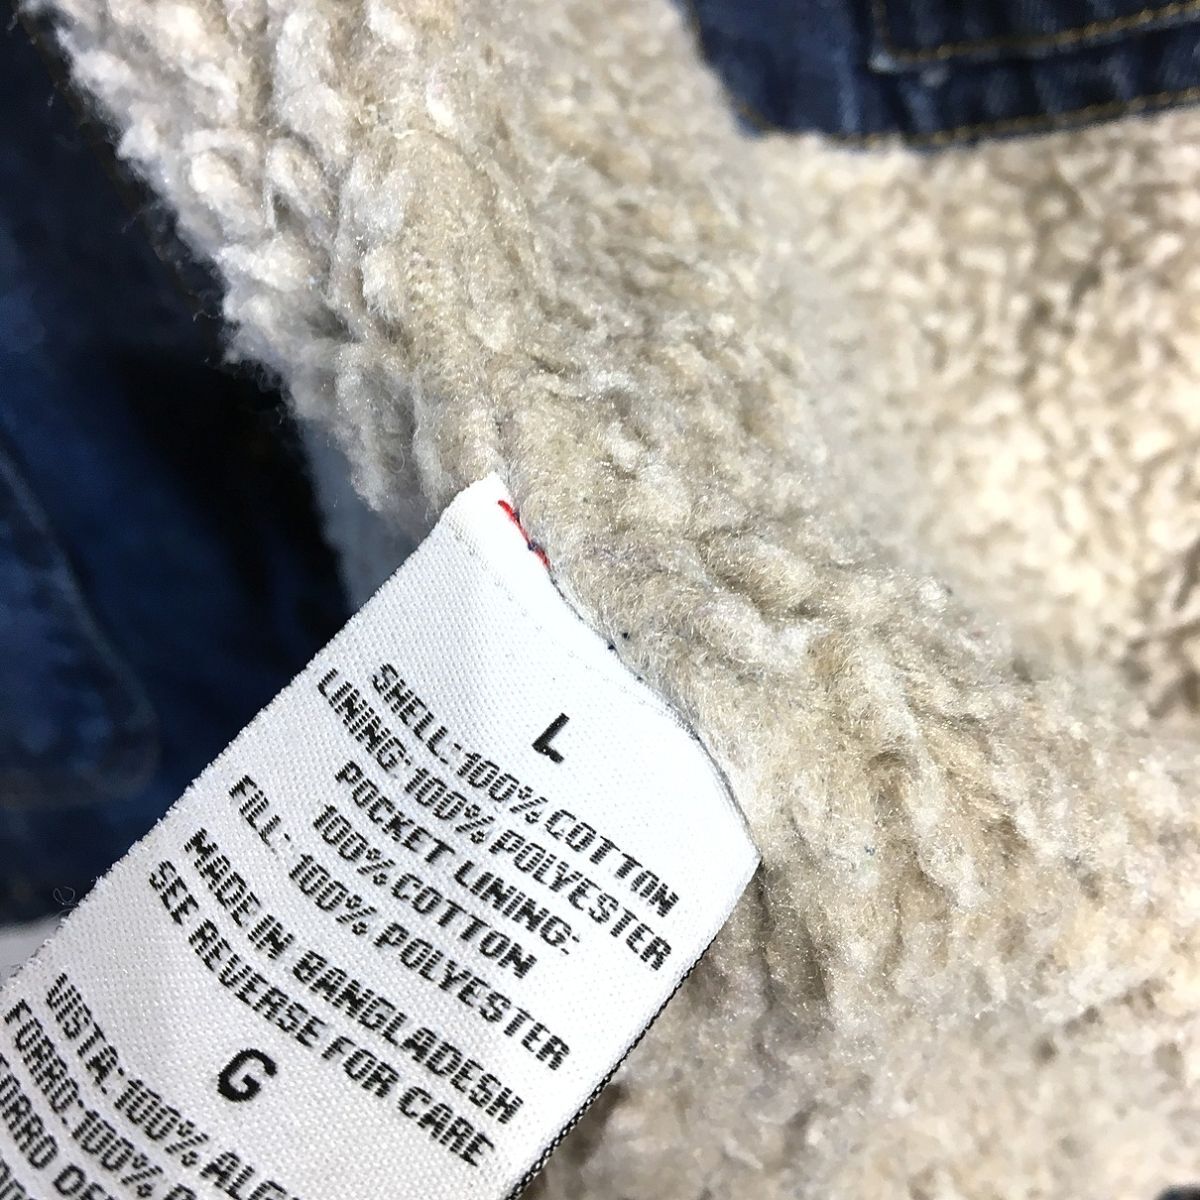 L
SHELL: 100% COTTON
LINING: 100% POLYESTER
POCKET LINING:
100% COTTON
FILL: 100% POLYESTER
MADE IN BANGLADESH
SEE REVERSE FOR CARE
G
VISTA: 100% ALG
FORRO: 100% P